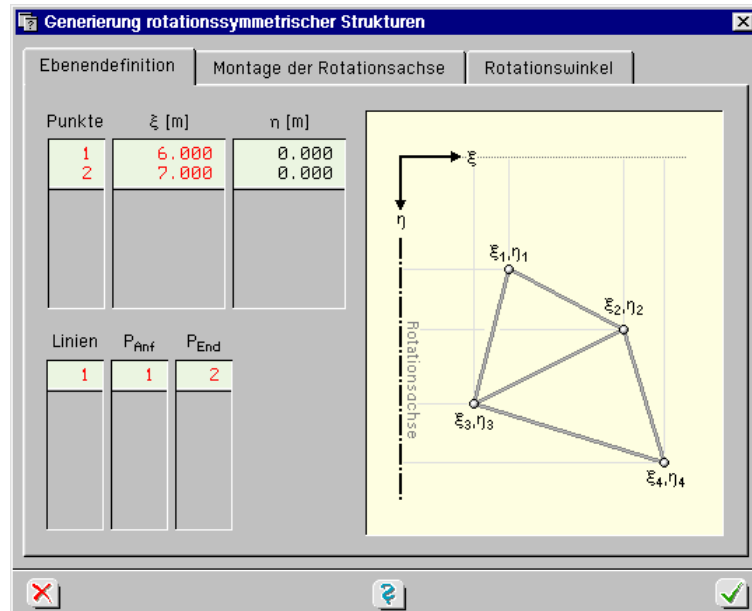 Generierung rotationssymmetrischer Strukturen
Ebenendefinition
Montage der Rotationsachse
Rotationswinkel
Punkte ξ [m] η [m]
1 6.000 0.000
2 7.000 0.000
Linien PAnf PEnd
1 1 2
ξ
η
ξ1,η1
ξ2,η2
Rotationsachse
ξ3,η3
ξ4,η4